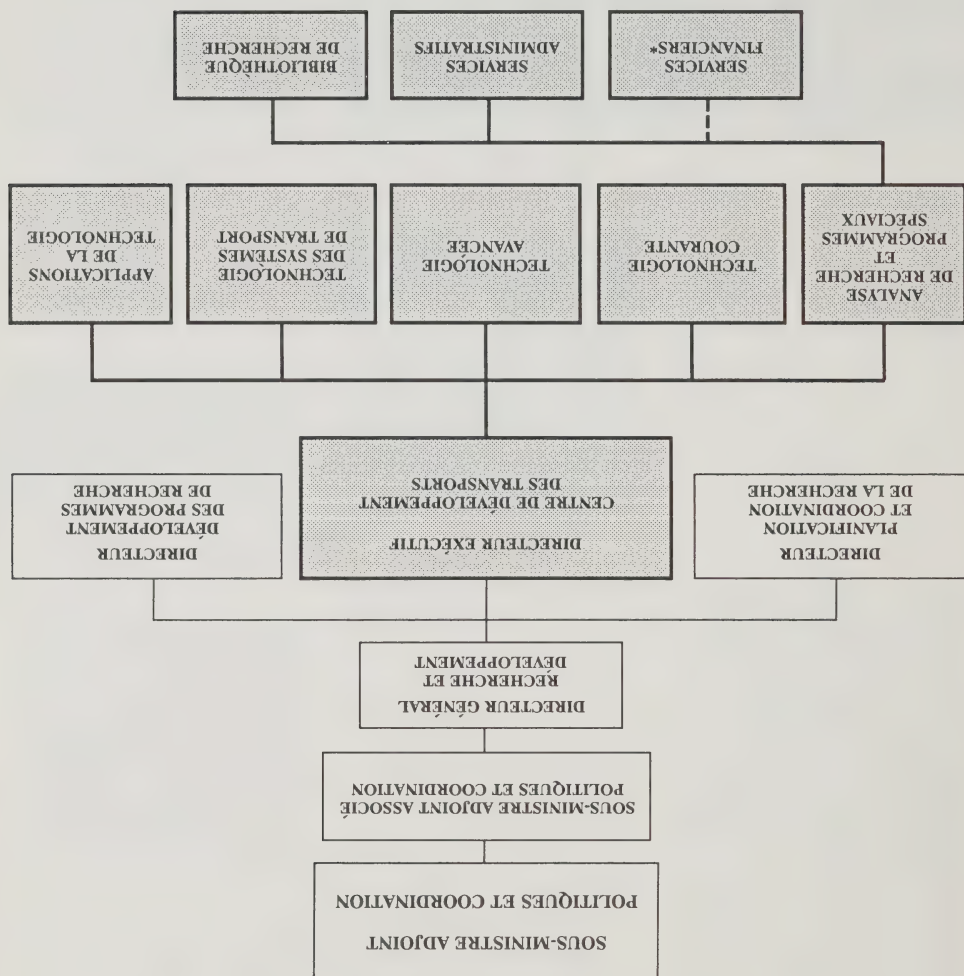 SOUS-MINISTRE ADJOINT
POLITIQUES ET COORDINATION
SOUS-MINISTRE ADJOINT ASSOCIÉ
POLITIQUES ET COORDINATION
DIRECTEUR GÉNÉRAL
RECHERCHE ET
DÉVELOPPEMENT
DIRECTEUR
PLANIFICATION
ET COORDINATION
DE LA RECHERCHE
DIRECTEUR EXÉCUTIF
CENTRE DE DÉVELOPPEMENT
DES TRANSPORTS
DIRECTEUR
DÉVELOPPEMENT
DES PROGRAMMES
DE RECHERCHE
ANALYSE
DE RECHERCHE
ET
PROGRAMMES
SPÉCIAUX
TECHNOLOGIE
COURANTE
TECHNOLOGIE
AVANCÉE
TECHNOLOGIE
DES SYSTÈMES
DE TRANSPORT
APPLICATIONS
DE LA
TECHNOLOGIE
SERVICES
FINANCIERS*
SERVICES
ADMINISTRATIFS
BIBLIOTHÈQUE
DE RECHERCHE